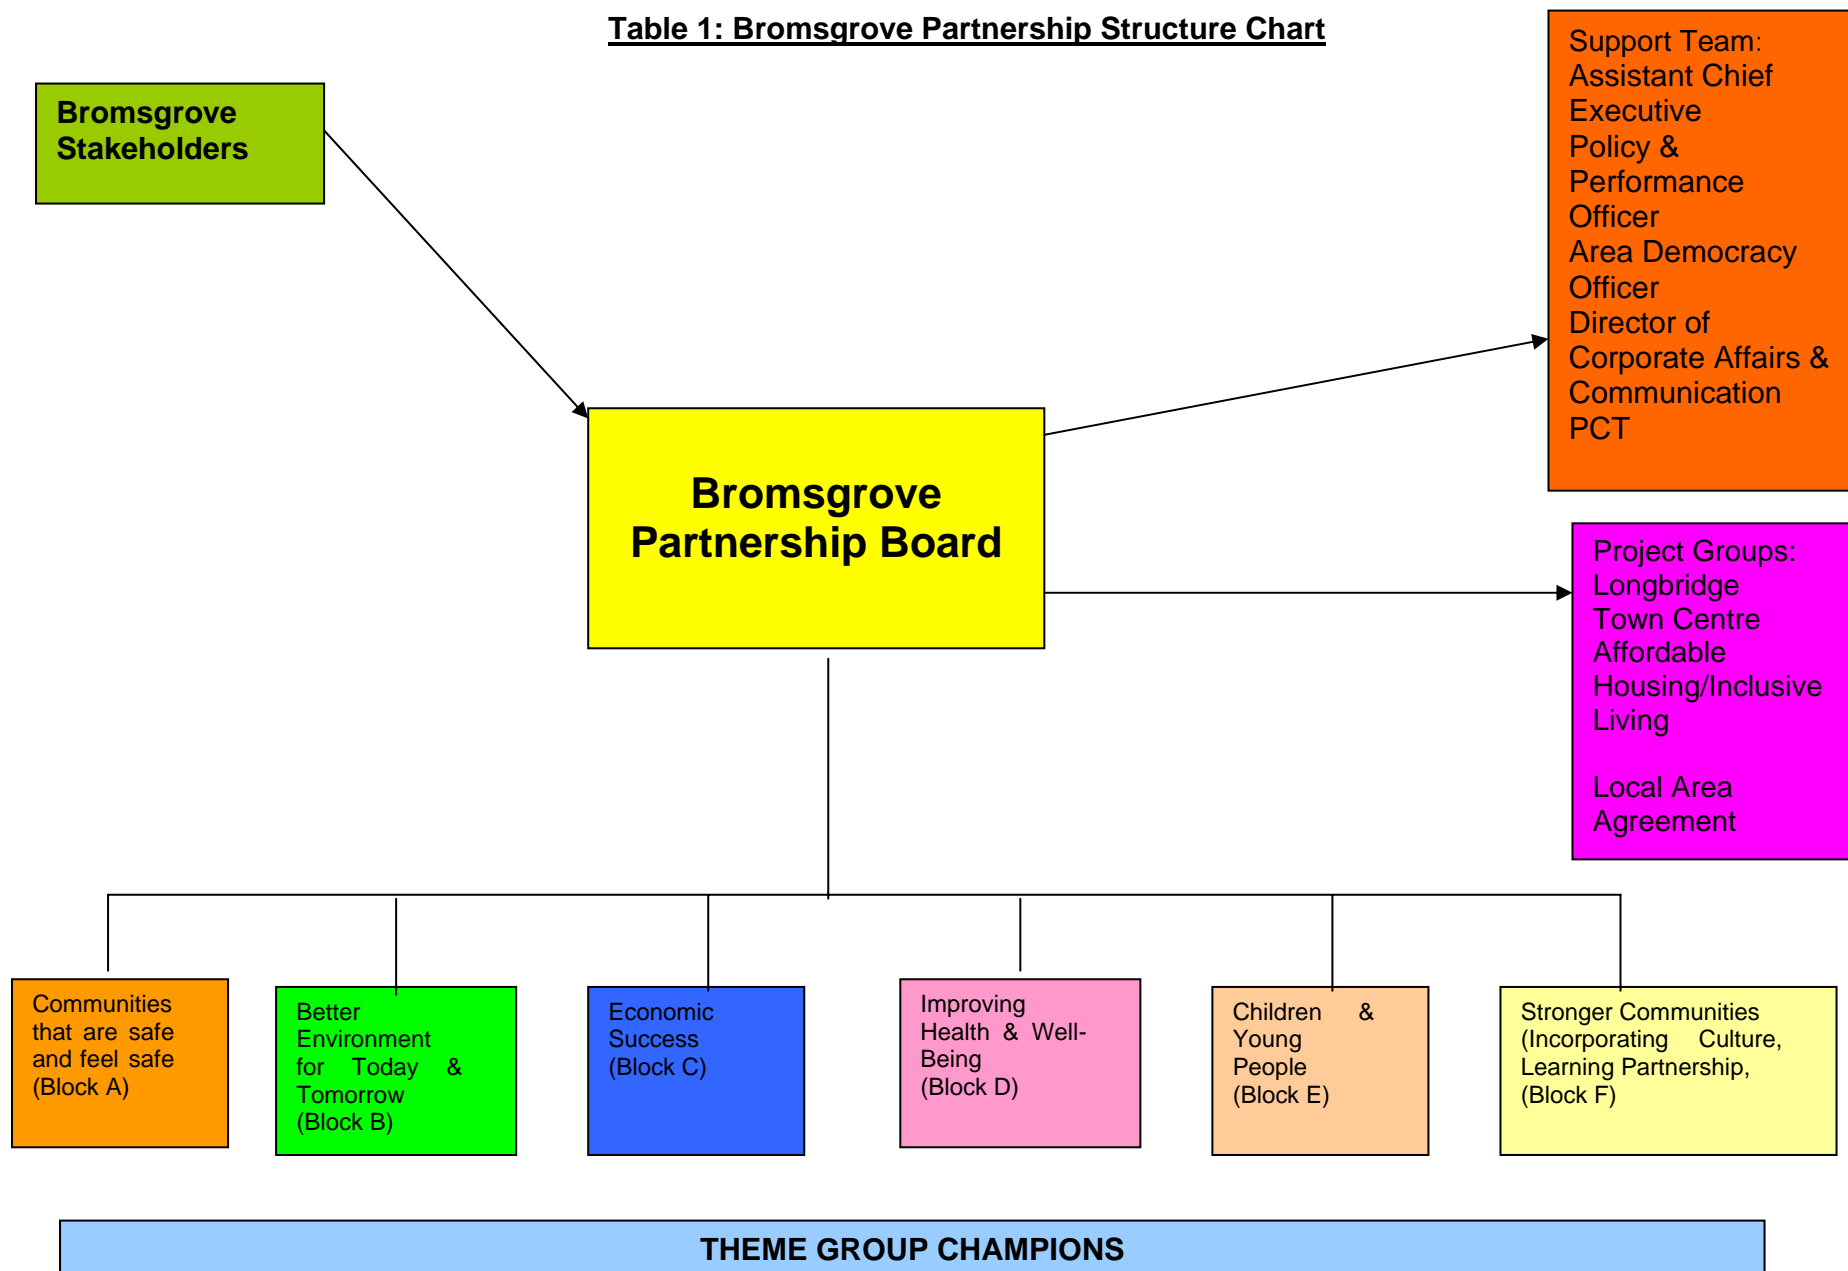 Table 1: Bromsgrove Partnership Structure Chart
Bromsgrove
Stakeholders
Support Team:
Assistant Chief
Executive
Policy &
Performance
Officer
Area Democracy
Officer
Director of
Corporate Affairs &
Communication
PCT
Bromsgrove
Partnership Board
Project Groups:
Longbridge
Town Centre
Affordable
Housing/Inclusive
Living
Local Area
Agreement
Communities
that are safe
and feel safe
(Block A)
Better
Environment
for Today &
Tomorrow
(Block B)
Economic
Success
(Block C)
Improving
Health & Well-
Being
(Block D)
Children &
Young
People
(Block E)
Stronger Communities
(Incorporating Culture,
Learning Partnership,
(Block F)
THEME GROUP CHAMPIONS